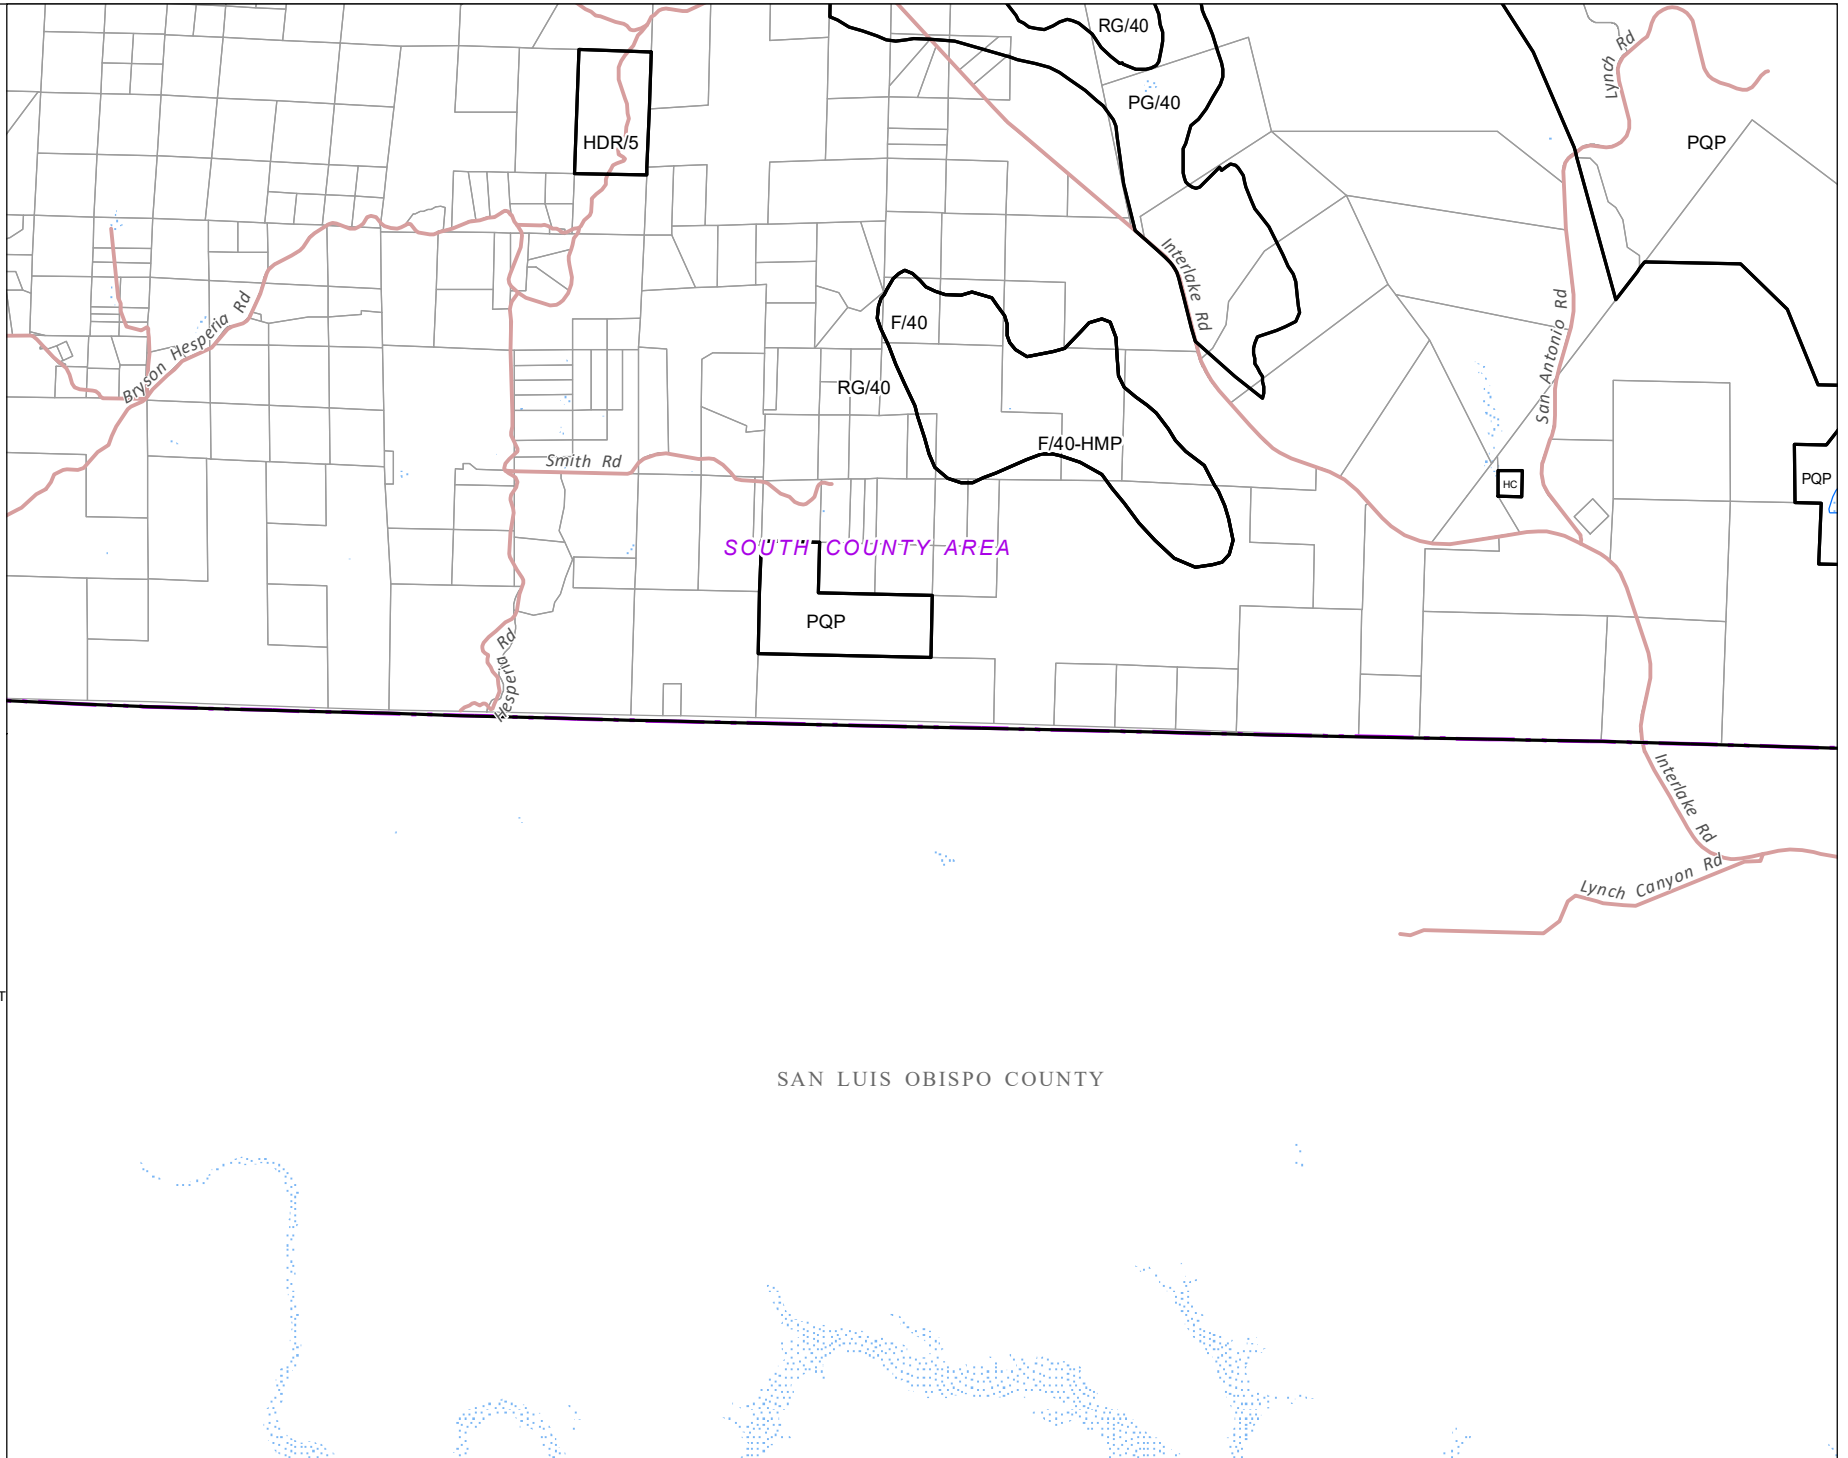 RG/40
Lynch Rd
PG/40
HDR/5
PQP
Interlake Rd
Bryson Hesperia Rd
F/40
San Antonio Rd
RG/40
F/40-HMP
Smith Rd
HC
PQP
SOUTH COUNTY AREA
PQP
Hesperia Rd
Interlake Rd
Lynch Canyon Rd
T
SAN LUIS OBISPO COUNTY